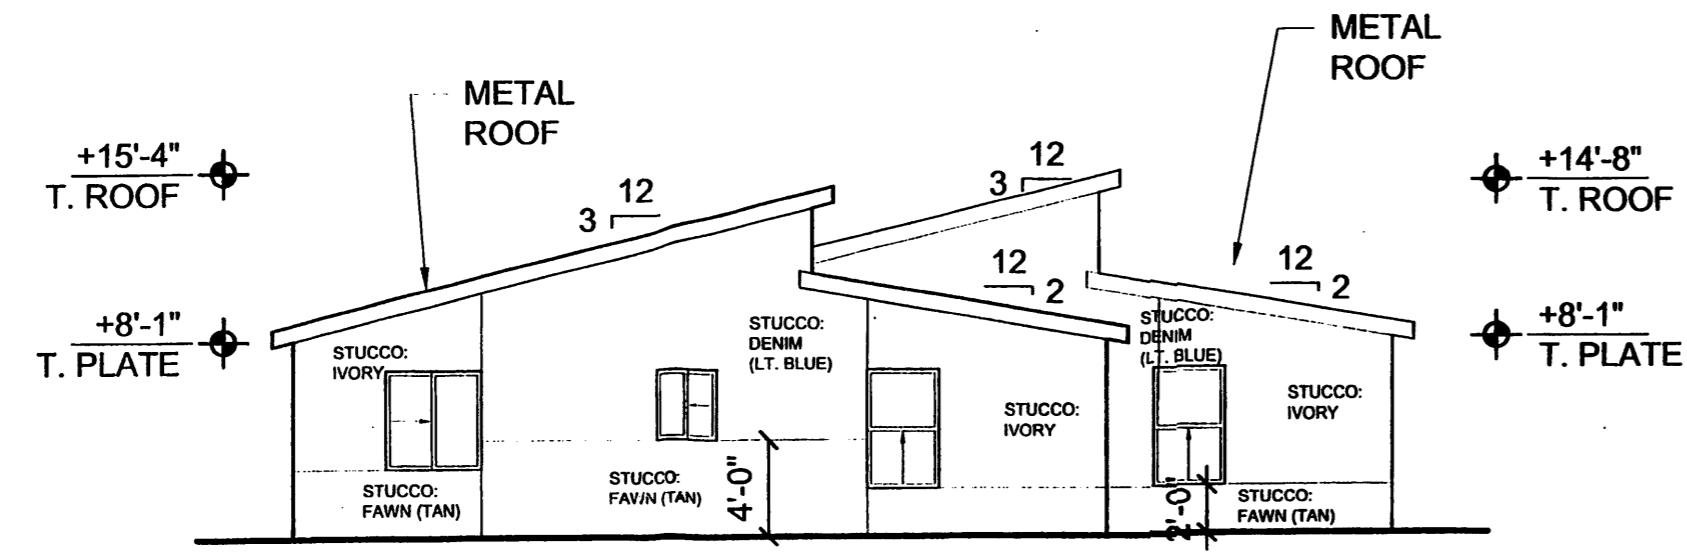 METAL
ROOF
METAL
ROOF
+15'-4"
T. ROOF
12
3
12
3
+14'-8"
T. ROOF
12
2
12
2
+8'-1"
T. PLATE
+8'-1"
T. PLATE
STUCCO:
IVORY
STUCCO:
DENIM
(LT. BLUE)
STUCCO:
DENIM
(LT. BLUE)
STUCCO:
IVORY
STUCCO:
IVORY
STUCCO:
FAWN (TAN)
STUCCO:
FAWN (TAN)
4'-0"
2'-0"
STUCCO:
FAWN (TAN)